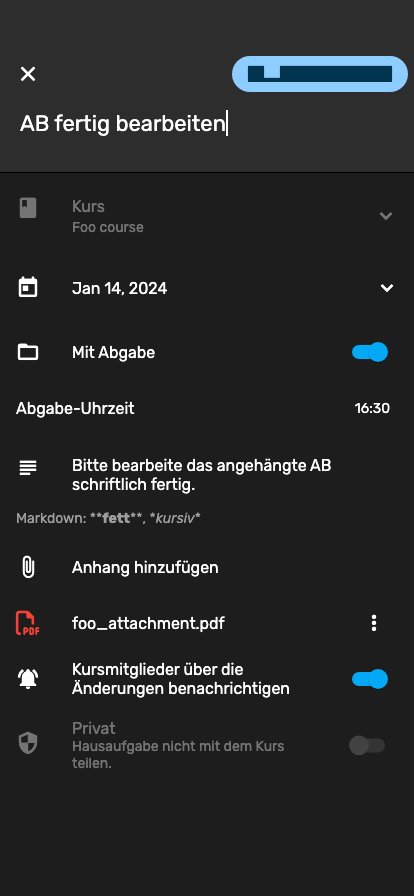 AB fertig bearbeiten
Kurs
Foo course
Jan 14, 2024
Mit Abgabe
Abgabe-Uhrzeit 16:30
Bitte bearbeite das angehängte AB
schriftlich fertig.
Markdown: **fett**, *kursiv*
Anhang hinzufügen
PDF
foo_attachment.pdf
Kursmitglieder über die
Änderungen benachrichtigen
Privat
Hausaufgabe nicht mit dem Kurs
teilen.